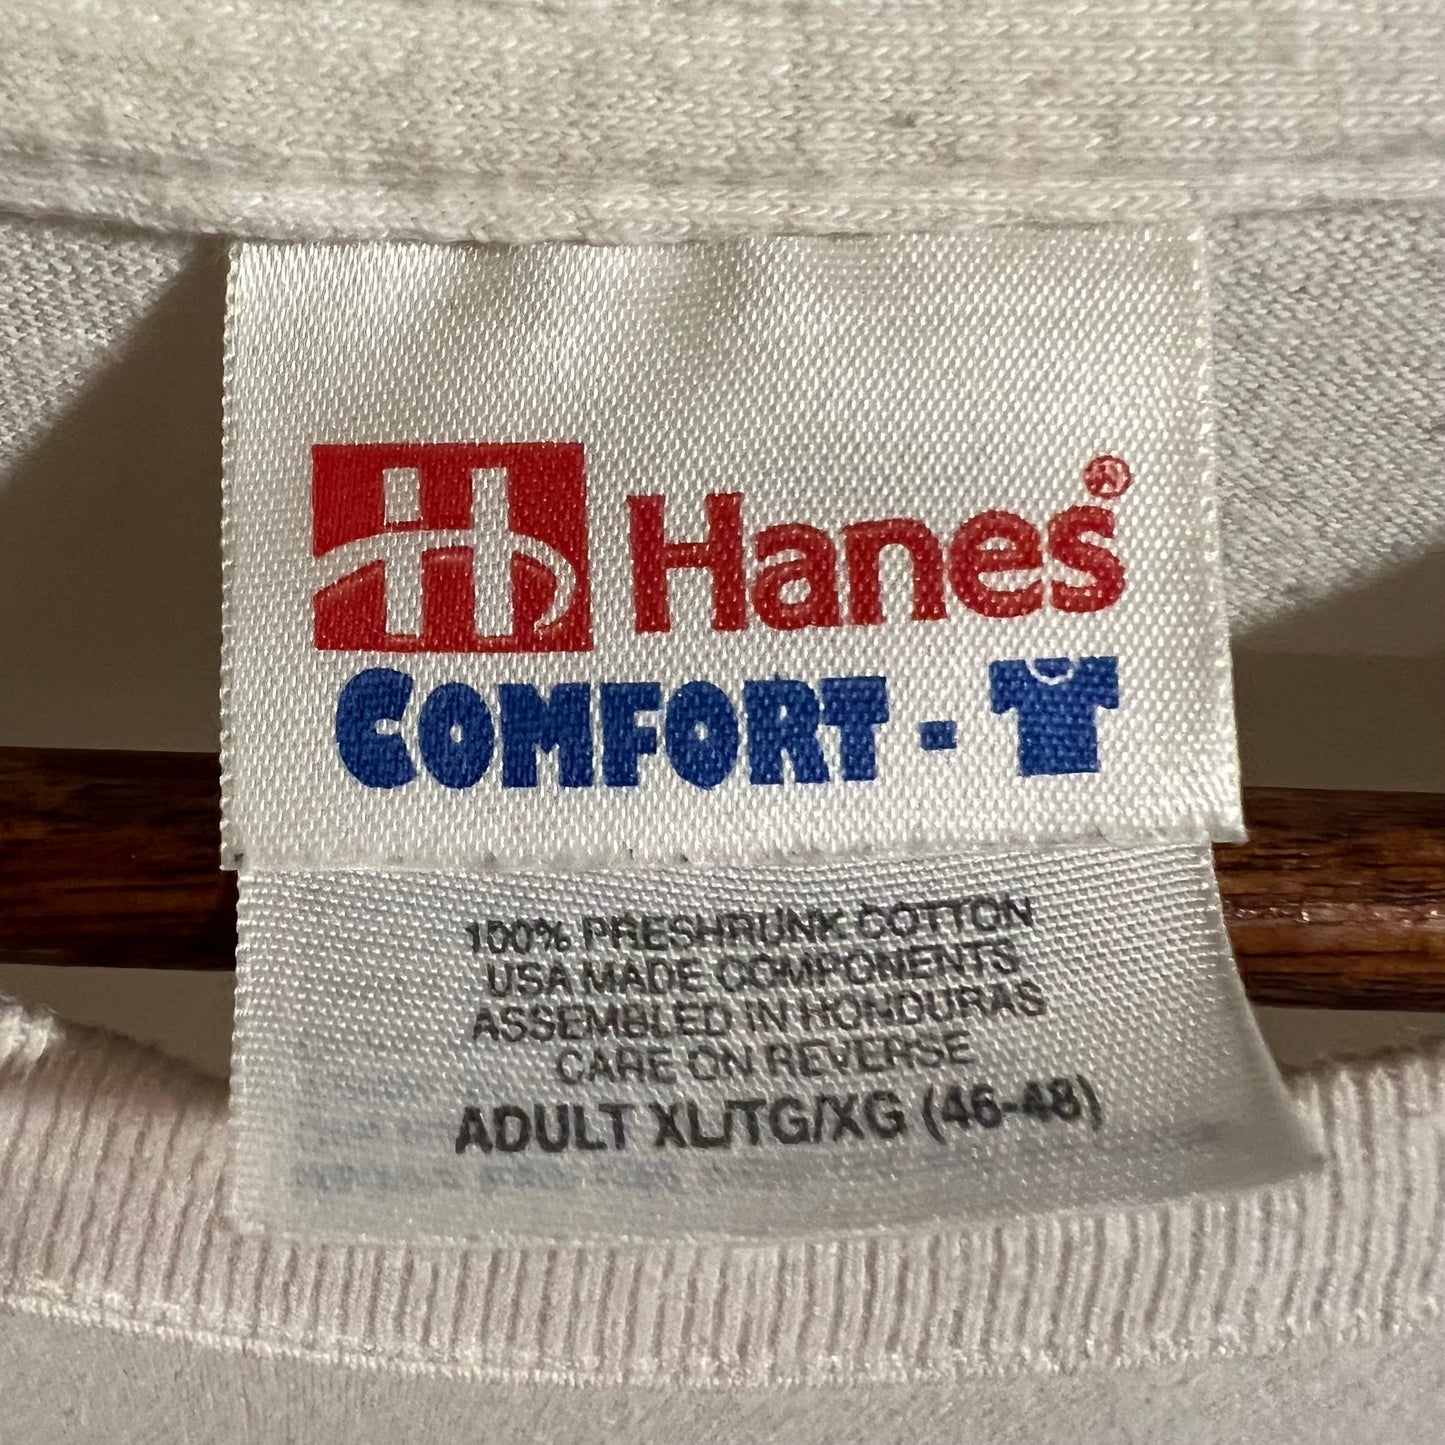 H Hanes®
COMFORT - T
100% PRESHRUNK COTTON
USA MADE COMPONENTS
ASSEMBLED IN HONDURAS
CARE ON REVERSE
ADULT XL/TG/XG (46-48)